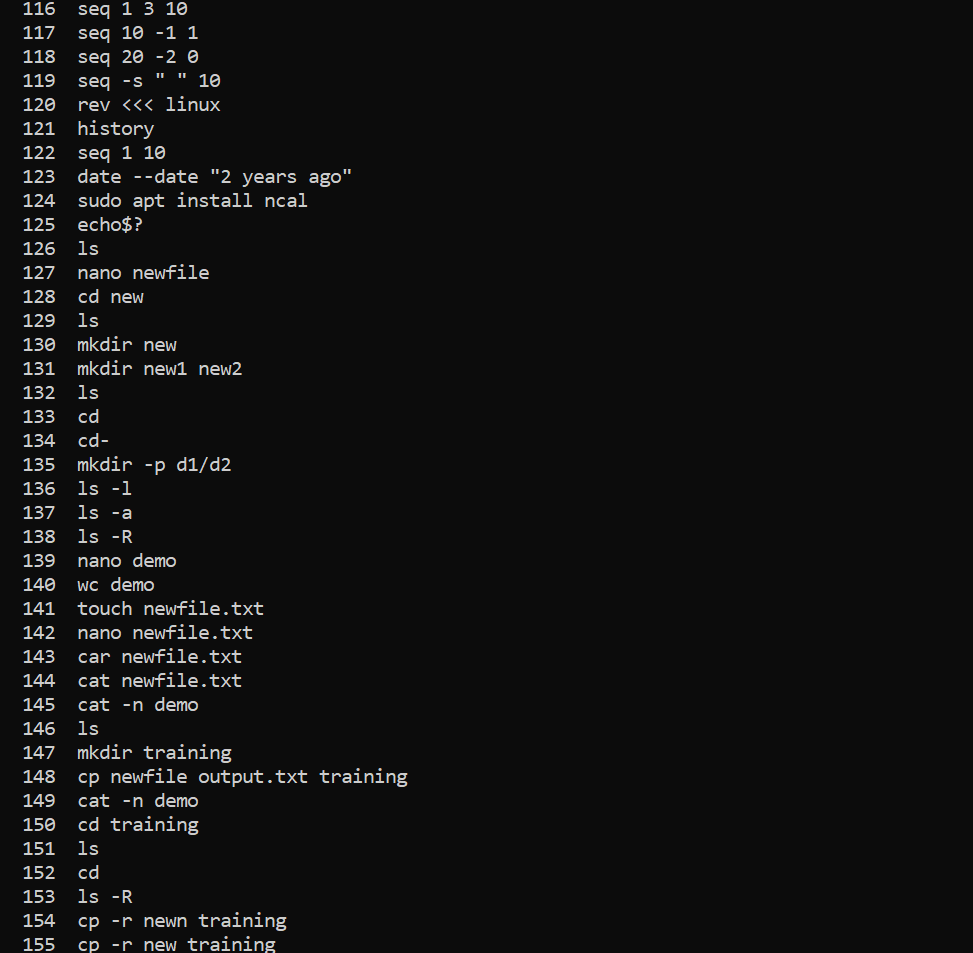 116 seq 1 3 10
117 seq 10 -1 1
118 seq 20 -2 0
119 seq -s " " 10
120 rev <<< linux
121 history
122 seq 1 10
123 date --date "2 years ago"
124 sudo apt install ncal
125 echo$?
126 ls
127 nano newfile
128 cd new
129 ls
130 mkdir new
131 mkdir new1 new2
132 ls
133 cd
134 cd-
135 mkdir -p d1/d2
136 ls -l
137 ls -a
138 ls -R
139 nano demo
140 wc demo
141 touch newfile.txt
142 nano newfile.txt
143 car newfile.txt
144 cat newfile.txt
145 cat -n demo
146 ls
147 mkdir training
148 cp newfile output.txt training
149 cat -n demo
150 cd training
151 ls
152 cd
153 ls -R
154 cp -r newn training
155 cp -r new training